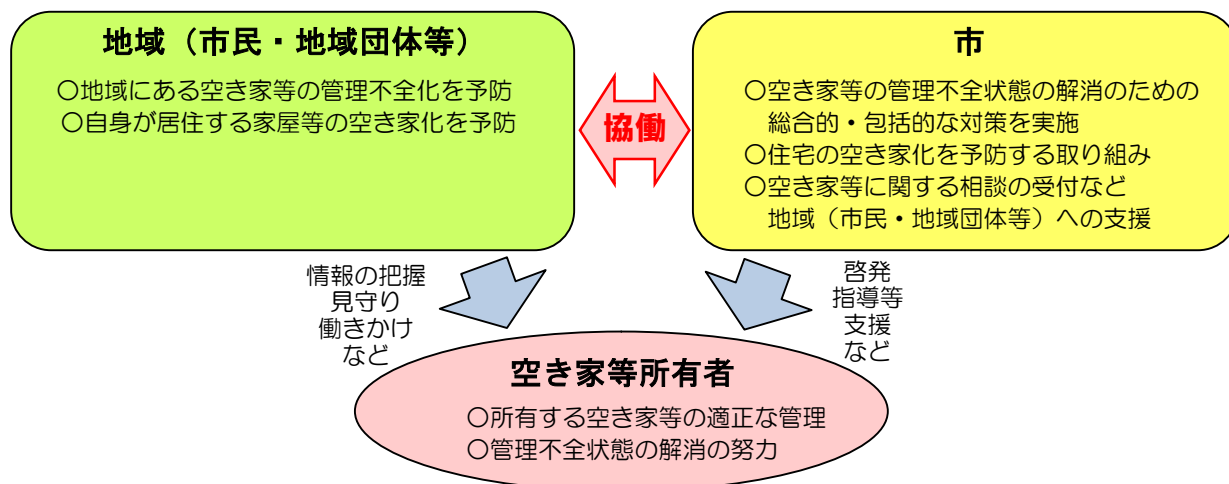 地域（市民・地域団体等）
〇地域にある空き家等の管理不全化を予防
〇自身が居住する家屋等の空き家化を予防
協働
市
〇空き家等の管理不全状態の解消のための
総合的・包括的な対策を実施
〇住宅の空き家化を予防する取り組み
〇空き家等に関する相談の受付など
地域（市民・地域団体等）への支援
情報の把握
見守り
働きかけ
など
啓発
指導等
支援
など
空き家等所有者
〇所有する空き家等の適正な管理
〇管理不全状態の解消の努力